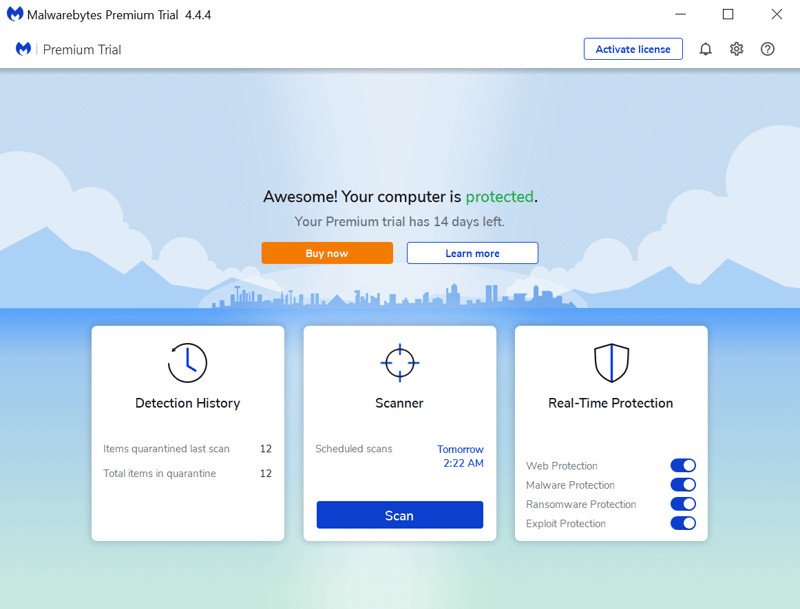 Malwarebytes Premium Trial 4.4.4
Premium Trial
Activate license
Awesome! Your computer is protected.
Your Premium trial has 14 days left.
Buy now
Learn more
Detection History
Items quarantined last scan 12
Total items in quarantine 12
Scanner
Scheduled scans Tomorrow
2:22 AM
Scan
Real-Time Protection
Web Protection
Malware Protection
Ransomware Protection
Exploit Protection